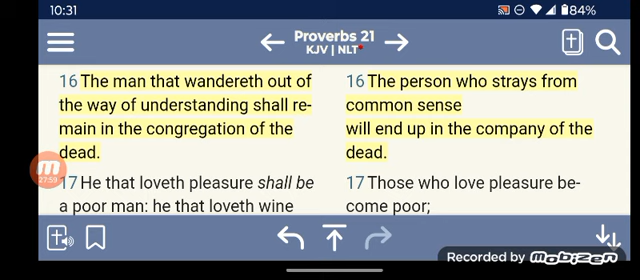 10:31
84%
Proverbs 21
KJV | NLT
16 The man that wandereth out of
the way of understanding shall re-
main in the congregation of the
dead.
17 He that loveth pleasure shall be
a poor man: he that loveth wine
16 The person who strays from
common sense
will end up in the company of the
dead.
17 Those who love pleasure be-
come poor;
27:59
Recorded by Mobizen